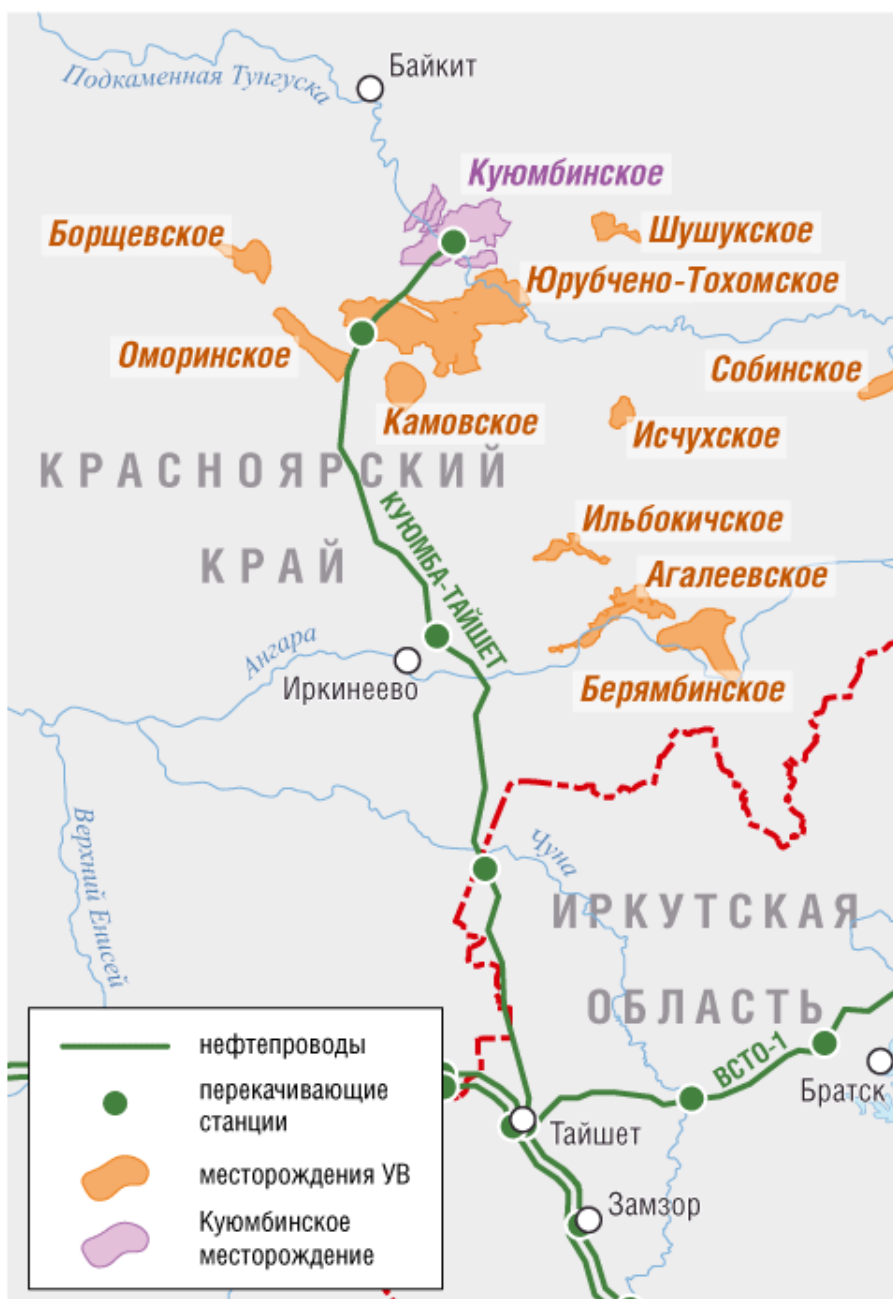 Подкаменная Тунгуска
Байкит
Куюмбинское
Борщевское
Шушукское
Юрубчено-Тохомское
Оморинское
Собинское
Камовское
Исчухское
КРАСНОЯРСКИЙ
КРАЙ
КУЮМБА-ТАЙШЕТ
Ильбокичское
Агалеевское
Ангара
Иркинеево
Берямбинское
Верхний Енисей
Чуна
ИРКУТСКАЯ
ОБЛАСТЬ
ВСТО-1
Братск
Тайшет
Замзор
нефтепроводы
перекачивающие
станции
месторождения УВ
Куюмбинское
месторождение